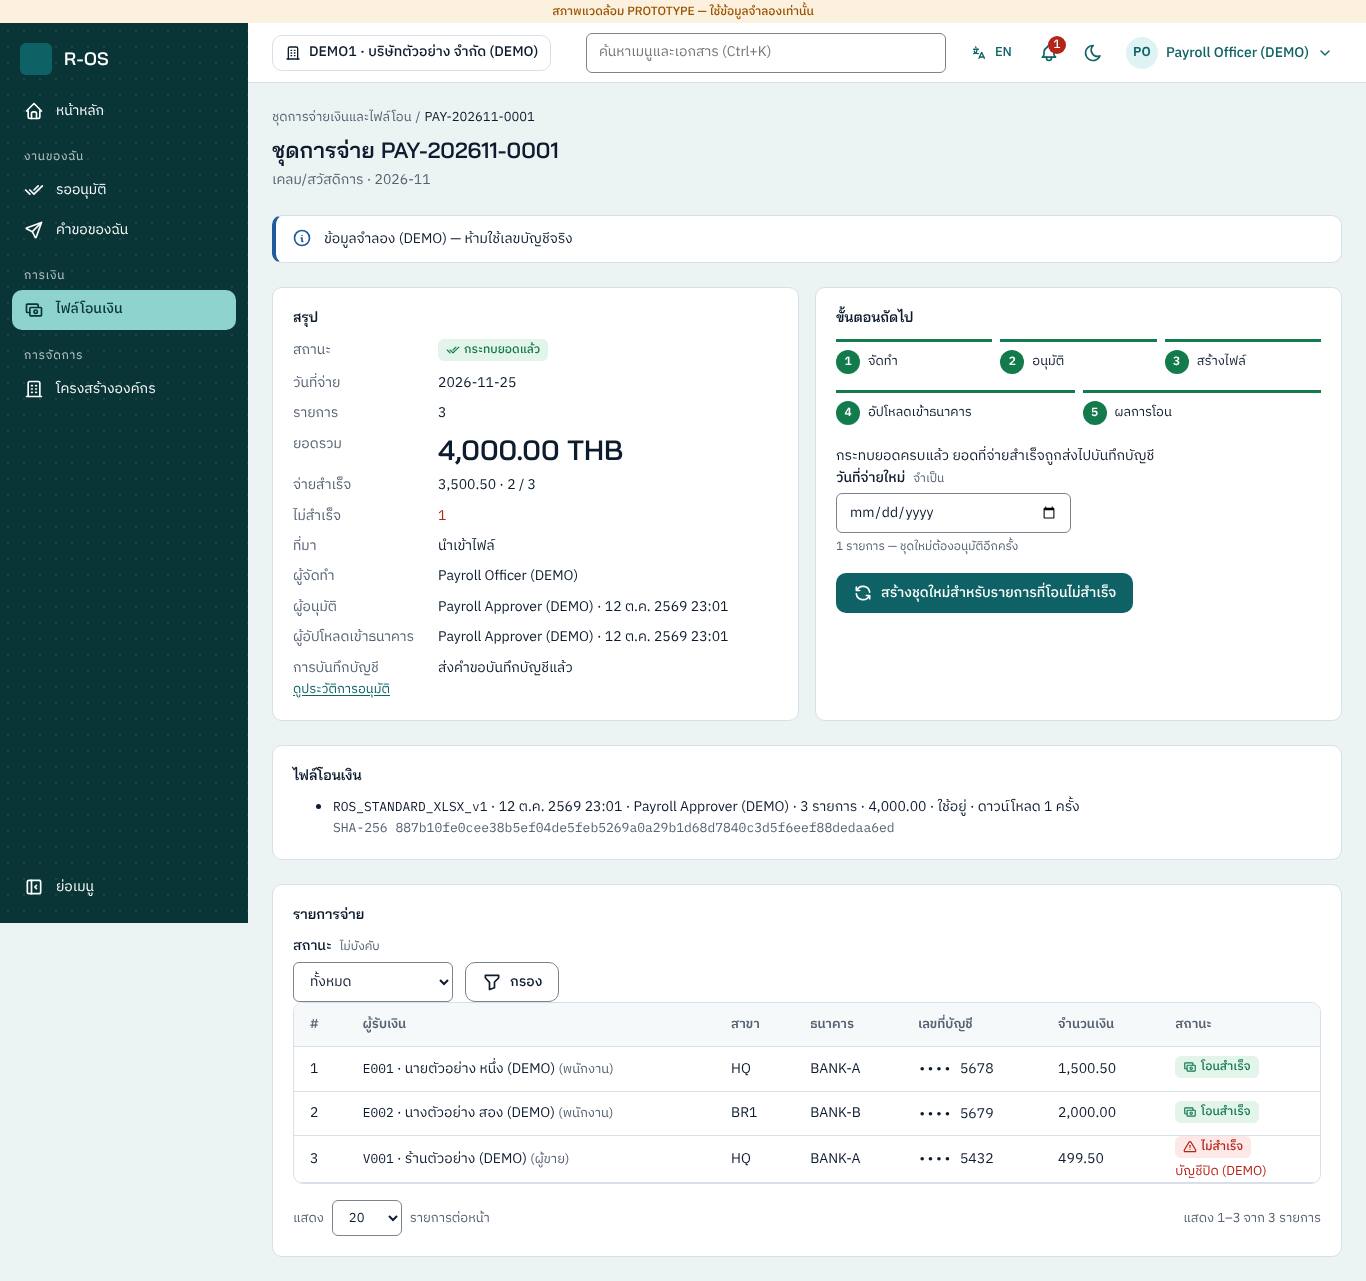 สภาพแวดล้อม PROTOTYPE — ใช้ข้อมูลจำลองเท่านั้น
R-OS
หน้าหลัก
งานของฉัน
รออนุมัติ
คำขอของฉัน
การเงิน
ไฟล์โอนเงิน
การจัดการ
โครงสร้างองค์กร
ย่อเมนู
DEMO1 · บริษัทตัวอย่าง จำกัด (DEMO)
ค้นหาเมนูและเอกสาร (Ctrl+K)
EN
1
PO
Payroll Officer (DEMO)
ชุดการจ่ายเงินและไฟล์โอน / PAY-202611-0001
ชุดการจ่าย PAY-202611-0001
เคลม/สวัสดิการ · 2026-11
ข้อมูลจำลอง (DEMO) — ห้ามใช้เลขบัญชีจริง
สรุป
สถานะ กระทบยอดแล้ว
วันที่จ่าย 2026-11-25
รายการ 3
ยอดรวม 4,000.00 THB
จ่ายสำเร็จ 3,500.50 · 2 / 3
ไม่สำเร็จ 1
ที่มา นำเข้าไฟล์
ผู้จัดทำ Payroll Officer (DEMO)
ผู้อนุมัติ Payroll Approver (DEMO) · 12 ต.ค. 2569 23:01
ผู้อัปโหลดเข้าธนาคาร Payroll Approver (DEMO) · 12 ต.ค. 2569 23:01
การบันทึกบัญชี ส่งคำขอบันทึกบัญชีแล้ว
ดูประวัติการอนุมัติ
ขั้นตอนถัดไป
1 จัดทำ
2 อนุมัติ
3 สร้างไฟล์
4 อัปโหลดเข้าธนาคาร
5 ผลการโอน
กระทบยอดครบแล้ว ยอดที่จ่ายสำเร็จถูกส่งไปบันทึกบัญชี
วันที่จ่ายใหม่ จำเป็น
mm/dd/yyyy
1 รายการ — ชุดใหม่ต้องอนุมัติอีกครั้ง
สร้างชุดใหม่สำหรับรายการที่โอนไม่สำเร็จ
ไฟล์โอนเงิน
• ROS_STANDARD_XLSX_v1 · 12 ต.ค. 2569 23:01 · Payroll Approver (DEMO) · 3 รายการ · 4,000.00 · ใช้อยู่ · ดาวน์โหลด 1 ครั้ง
SHA-256 887b10fe0cee38b5ef04de5feb5269a0a29b1d68d7840c3d5f6eef88dedaa6ed
รายการจ่าย
สถานะ ไม่บังคับ
ทั้งหมด
กรอง
# ผู้รับเงิน สาขา ธนาคาร เลขที่บัญชี จำนวนเงิน สถานะ
1 E001 · นายตัวอย่าง หนึ่ง (DEMO) (พนักงาน) HQ BANK-A •••• 5678 1,500.50 โอนสำเร็จ
2 E002 · นางตัวอย่าง สอง (DEMO) (พนักงาน) BR1 BANK-B •••• 5679 2,000.00 โอนสำเร็จ
3 V001 · ร้านตัวอย่าง (DEMO) (ผู้ขาย) HQ BANK-A •••• 5432 499.50 ไม่สำเร็จ
บัญชีปิด (DEMO)
แสดง 20 รายการต่อหน้า
แสดง 1–3 จาก 3 รายการ